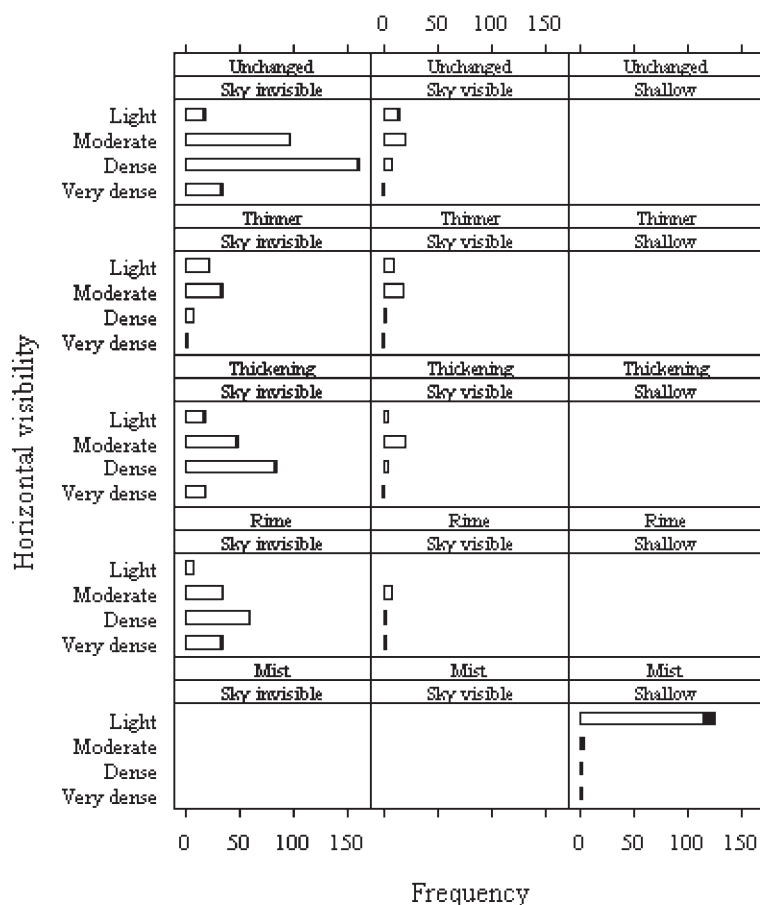 0 50 100 150
Unchanged Unchanged Unchanged
Sky invisible Sky visible Shallow
Light
Moderate
Dense
Very dense
Thinner Thinner Thinner
Sky invisible Sky visible Shallow
Light
Moderate
Dense
Very dense
Thickening Thickening Thickening
Sky invisible Sky visible Shallow
Light
Moderate
Dense
Very dense
Rime Rime Rime
Sky invisible Sky visible Shallow
Light
Moderate
Dense
Very dense
Mist Mist Mist
Sky invisible Sky visible Shallow
Light
Moderate
Dense
Very dense
Horizontal visibility
0 50 100 150 0 50 100 150
Frequency